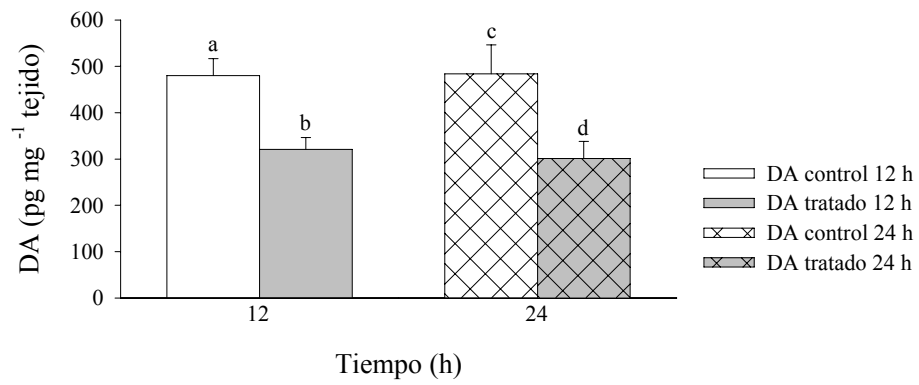 600
500
400
300
200
100
0
DA (pg mg⁻¹ tejido)
a
b
c
d
12
24
Tiempo (h)
DA control 12 h
DA tratado 12 h
DA control 24 h
DA tratado 24 h